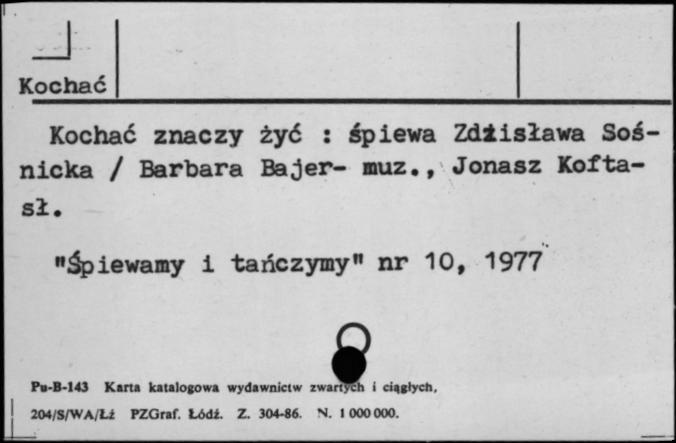 Kochać
Kochać znaczy żyć : śpiewa Zdzisława Soś-
nicka / Barbara Bajer- muz., Jonasz Kofta-
sł.
"Śpiewamy i tańczymy" nr 10, 1977
Pu-B-143 Karta katalogowa wydawnictw zwartych i ciągłych,
204/S/WA/Łź PZGraf. Łódź. Z. 304-86. N. 1 000 000.